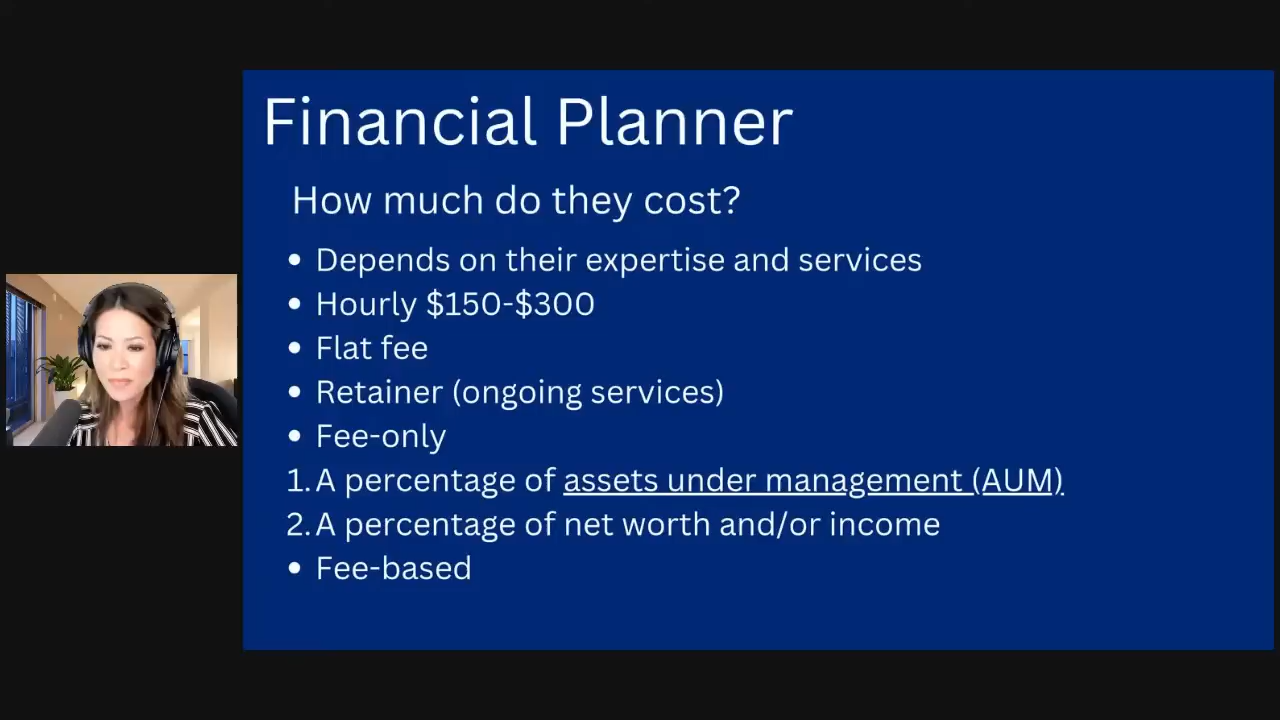 Financial Planner
How much do they cost?
• Depends on their expertise and services
• Hourly $150-$300
• Flat fee
• Retainer (ongoing services)
• Fee-only
1. A percentage of assets under management (AUM)
2. A percentage of net worth and/or income
• Fee-based